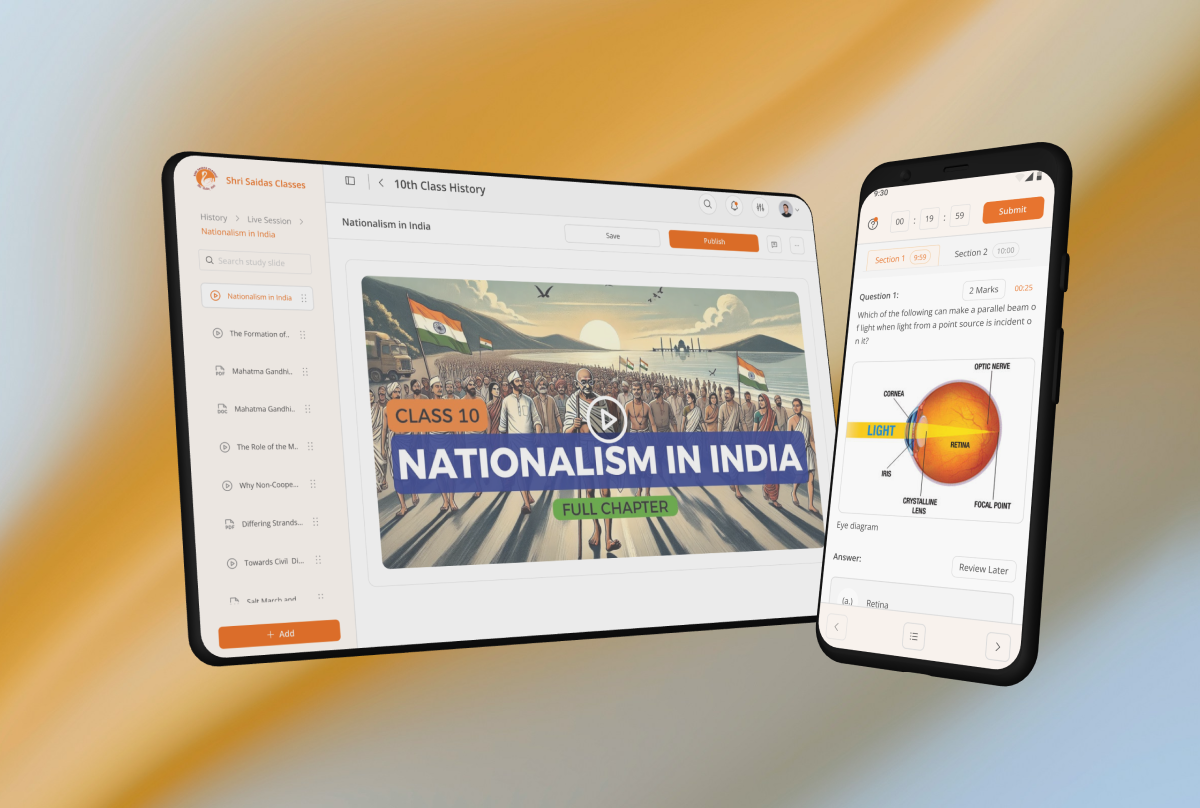 Shri Saidas Classes
History > Live Session >
Nationalism in India
Search study slide
Nationalism in India
The Formation of..
PDF
Mahatma Gandhi..
DOC
Mahatma Gandhi..
The Role of the M..
Why Non-Coope...
PDF
Differing Strands...
Towards Civil Di...
Salt March and
+ Add
10th Class History
Nationalism in India
Save
Publish
CLASS 10
NATIONALISM IN INDIA
FULL CHAPTER
9:30
00 : 19 : 59
Submit
Section 1 9:59
Section 2 10:00
Question 1:
2 Marks
00:25
Which of the following can make a parallel beam o
f light when light from a point source is incident o
n it?
OPTIC NERVE
CORNEA
LIGHT
RETINA
IRIS
CRYSTALLINE
LENS
FOCAL POINT
Eye diagram
Answer:
Review Later
(a.) Retina